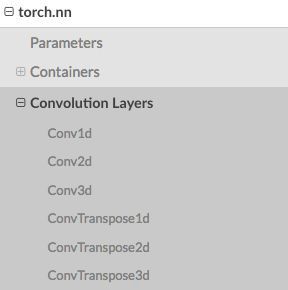 torch.nn
Parameters
Containers
Convolution Layers
Conv1d
Conv2d
Conv3d
ConvTranspose1d
ConvTranspose2d
ConvTranspose3d